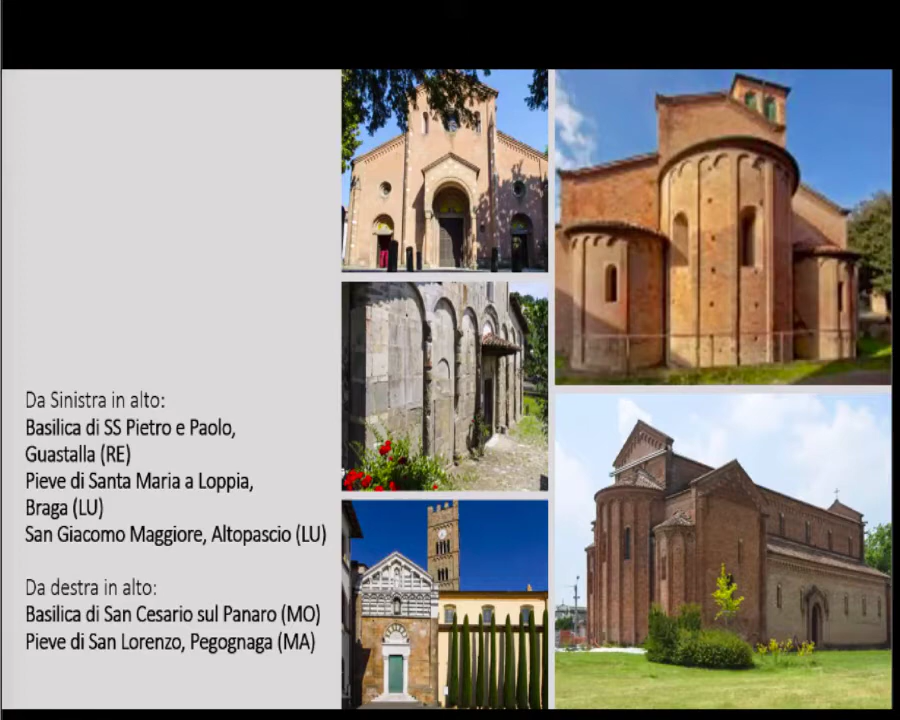 Da Sinistra in alto:
Basilica di SS Pietro e Paolo,
Guastalla (RE)
Pieve di Santa Maria a Loppia,
Braga (LU)
San Giacomo Maggiore, Altopascio (LU)
Da destra in alto:
Basilica di San Cesario sul Panaro (MO)
Pieve di San Lorenzo, Pegognaga (MA)